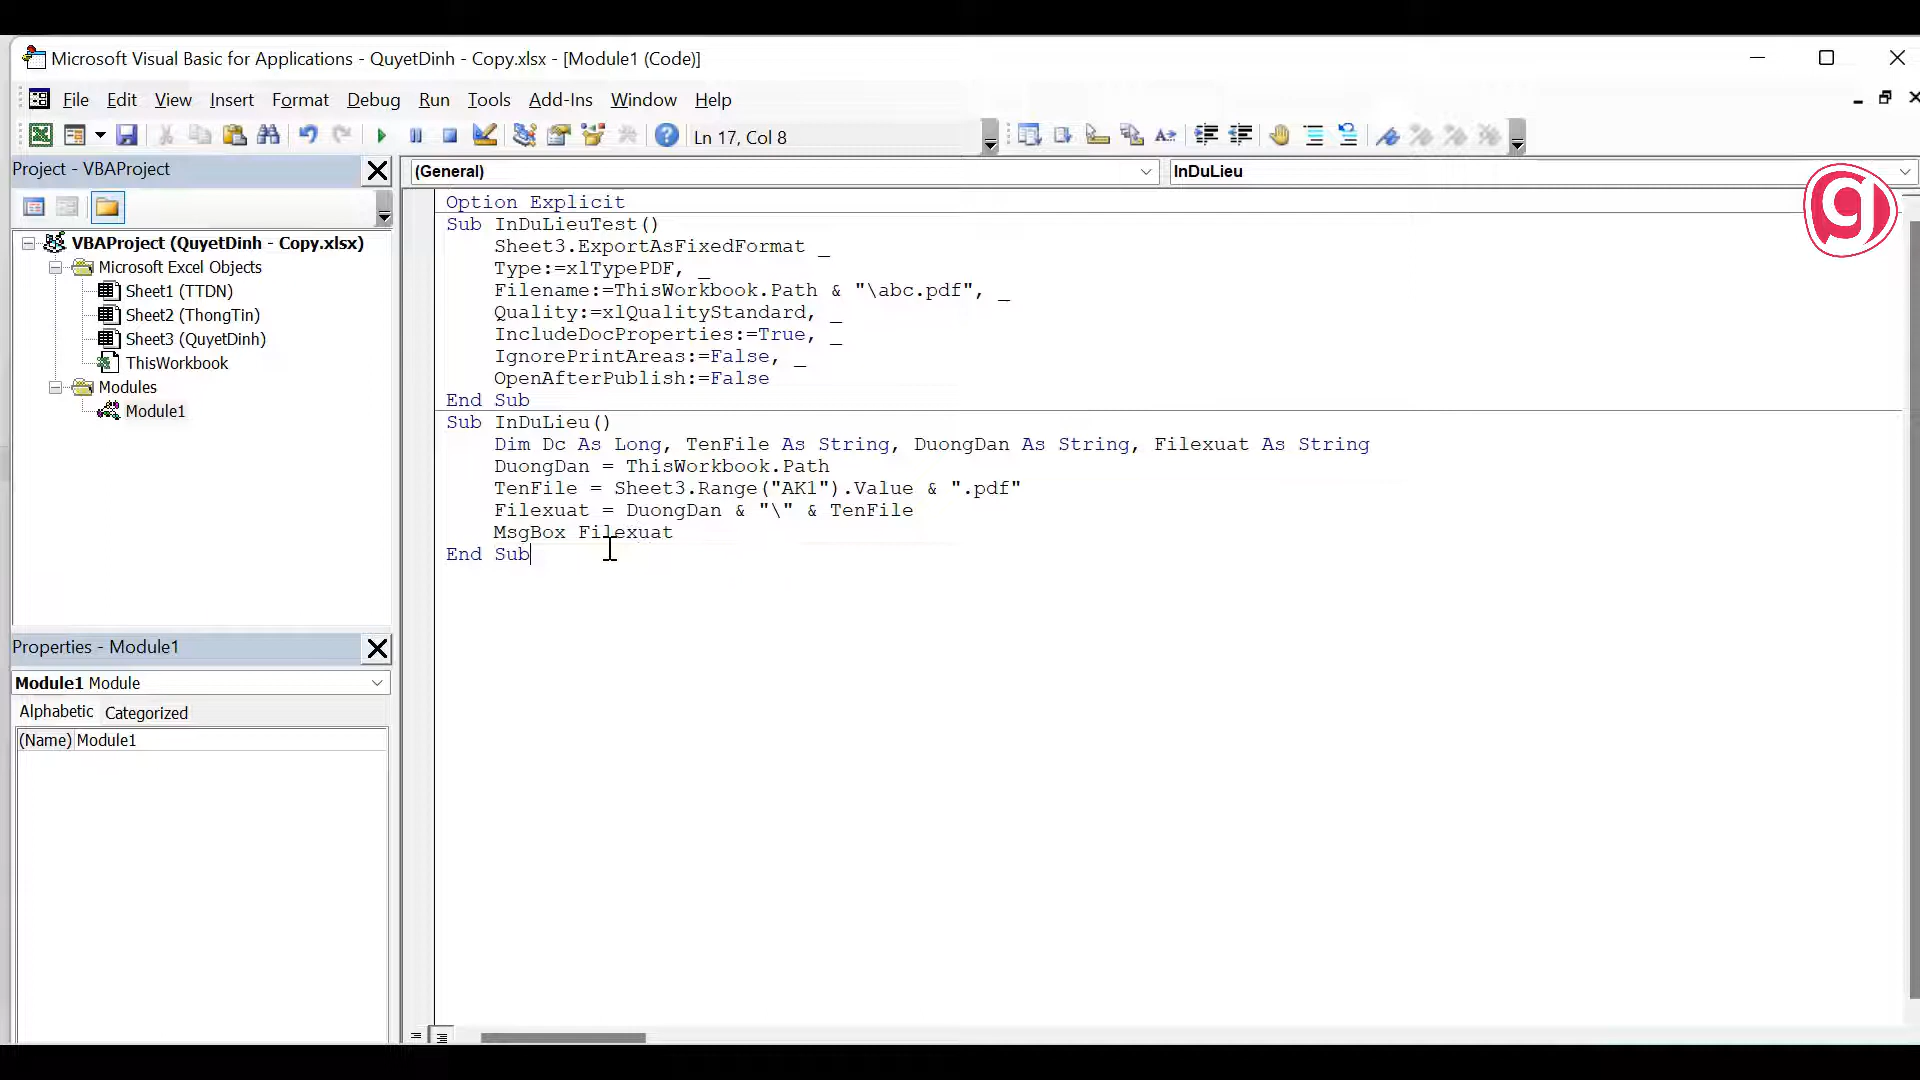 Microsoft Visual Basic for Applications - QuyetDinh - Copy.xlsx - [Module1 (Code)]
File Edit View Insert Format Debug Run Tools Add-Ins Window Help
Ln 17, Col 8
Project - VBAProject
(General)
InDuLieu
VBAProject (QuyetDinh - Copy.xlsx)
Microsoft Excel Objects
Sheet1 (TTDN)
Sheet2 (ThongTin)
Sheet3 (QuyetDinh)
ThisWorkbook
Modules
Module1
Properties - Module1
Module1 Module
Alphabetic Categorized
(Name) Module1
Option Explicit
Sub InDuLieuTest()
Sheet3.ExportAsFixedFormat _
Type:=xlTypePDF, _
Filename:=ThisWorkbook.Path & "\abc.pdf", _
Quality:=xlQualityStandard, _
IncludeDocProperties:=True, _
IgnorePrintAreas:=False, _
OpenAfterPublish:=False
End Sub
Sub InDuLieu()
Dim Dc As Long, TenFile As String, DuongDan As String, Filexuat As String
DuongDan = ThisWorkbook.Path
TenFile = Sheet3.Range("AK1").Value & ".pdf"
Filexuat = DuongDan & "\" & TenFile
MsgBox Filexuat
End Sub